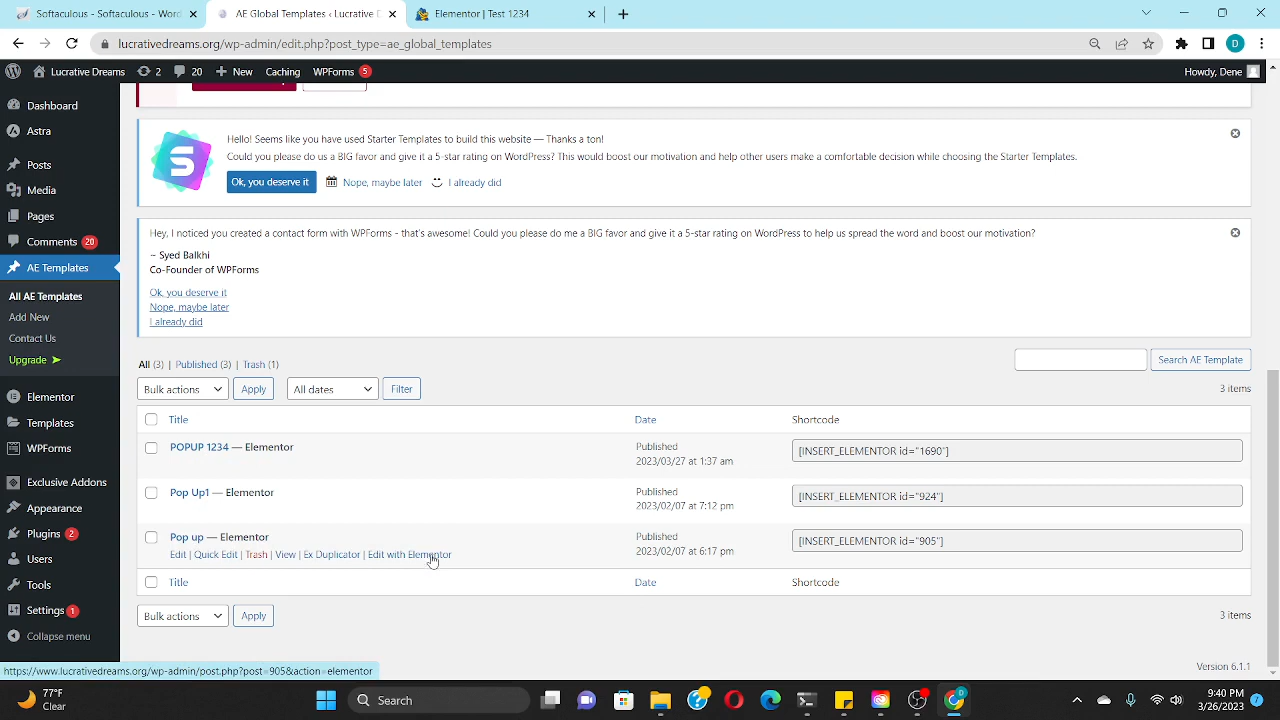 Softaculous - Softaculous - Wor
AE Global Templates ‹ Lucrative D
Elementor | Test 1234
lucrativedreams.org/wp-admin/edit.php?post_type=ae_global_templates
Lucrative Dreams 2 20 New Caching WPForms 5
Howdy, Dene
Dashboard
Astra
Posts
Media
Pages
Comments 20
AE Templates
All AE Templates
Add New
Contact Us
Upgrade
Elementor
Templates
WPForms
Exclusive Addons
Appearance
Plugins 2
Users
Tools
Settings 1
Collapse menu
Hello! Seems like you have used Starter Templates to build this website — Thanks a ton!
Could you please do us a BIG favor and give it a 5-star rating on WordPress? This would boost our motivation and help other users make a comfortable decision while choosing the Starter Templates.
Ok, you deserve it Nope, maybe later I already did
Hey, I noticed you created a contact form with WPForms - that's awesome! Could you please do me a BIG favor and give it a 5-star rating on WordPress to help us spread the word and boost our motivation?
~ Syed Balkhi
Co-Founder of WPForms
Ok, you deserve it
Nope, maybe later
I already did
All (3) | Published (3) | Trash (1)
Search AE Template
Bulk actions Apply All dates Filter
3 items
Title Date Shortcode
POPUP 1234 — Elementor
Published
2023/03/27 at 1:37 am
[INSERT_ELEMENTOR id="1690"]
Pop Up1 — Elementor
Published
2023/02/07 at 7:12 pm
[INSERT_ELEMENTOR id="924"]
Pop up — Elementor
Edit | Quick Edit | Trash | View | Ex Duplicator | Edit with Elementor
Published
2023/02/07 at 6:17 pm
[INSERT_ELEMENTOR id="905"]
Title Date Shortcode
Bulk actions Apply
3 items
Version 6.1.1
https://www.lucrativedreams.org/wp-admin/post.php?post=905&action=elementor
77°F
Clear
Search
9:40 PM
3/26/2023